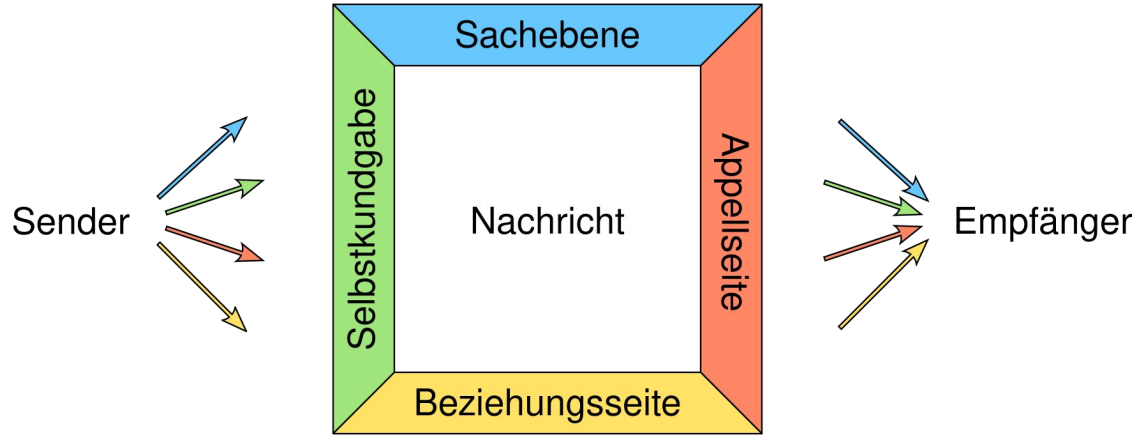 Sachebene
Sender
Selbstkundgabe
Nachricht
Appellseite
Empfänger
Beziehungsseite